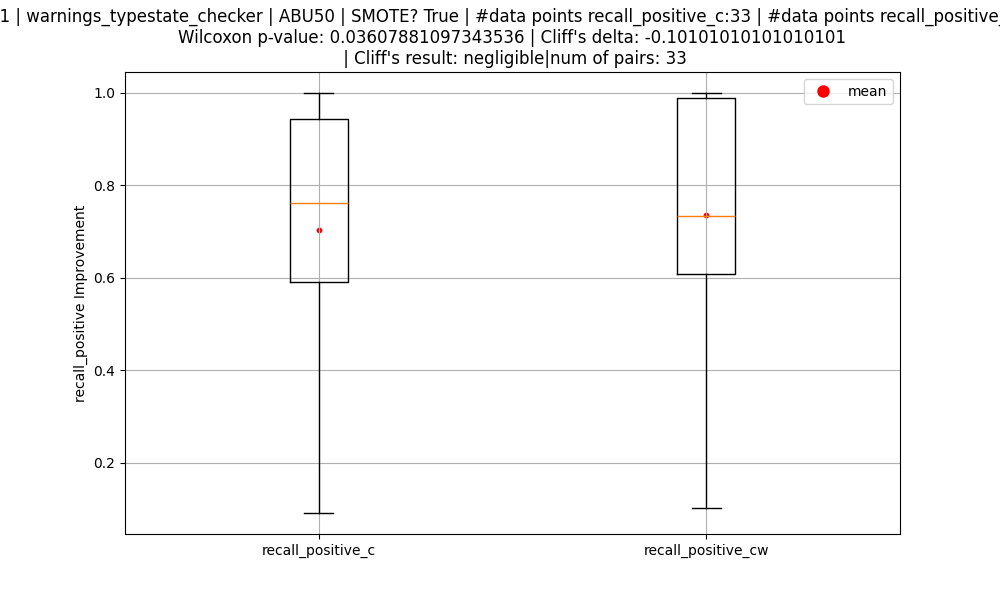 1 | warnings_typestate_checker | ABU50 | SMOTE? True | #data points recall_positive_c:33 | #data points recall_positive_
Wilcoxon p-value: 0.03607881097343536 | Cliff's delta: -0.10101010101010101
| Cliff's result: negligible|num of pairs: 33
mean
1.0
0.8
0.6
0.4
0.2
recall_positive Improvement
recall_positive_c
recall_positive_cw